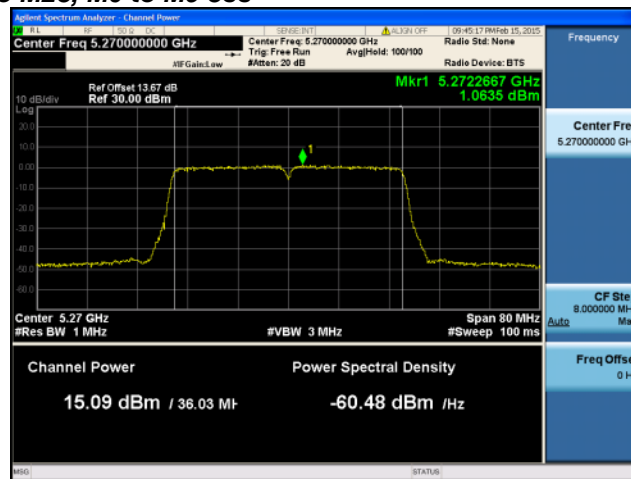 Agilent Spectrum Analyzer - Channel Power
RL RF 50 Ω DC SENSE:INT ALIGN OFF 09:45:17 PM Feb 15, 2015
Center Freq 5.270000000 GHz
Center Freq: 5.270000000 GHz
Radio Std: None
Trig: Free Run Avg|Hold: 100/100
#IFGain:Low #Atten: 20 dB Radio Device: BTS
Frequency
Ref Offset 13.67 dB
10 dB/div Ref 30.00 dBm
Mkr1 5.2722667 GHz
1.0635 dBm
Log
20.0
10.0
0.00
-10.0
-20.0
-30.0
-40.0
-50.0
-60.0
1
Center Fre
5.270000000 GH
Center 5.27 GHz Span 80 MHz
#Res BW 1 MHz #VBW 3 MHz #Sweep 100 ms
CF Ste
8.000000 MH
Auto Ma
Freq Offse
0 H
Channel Power Power Spectral Density
15.09 dBm / 36.03 MH -60.48 dBm /Hz
MSG STATUS